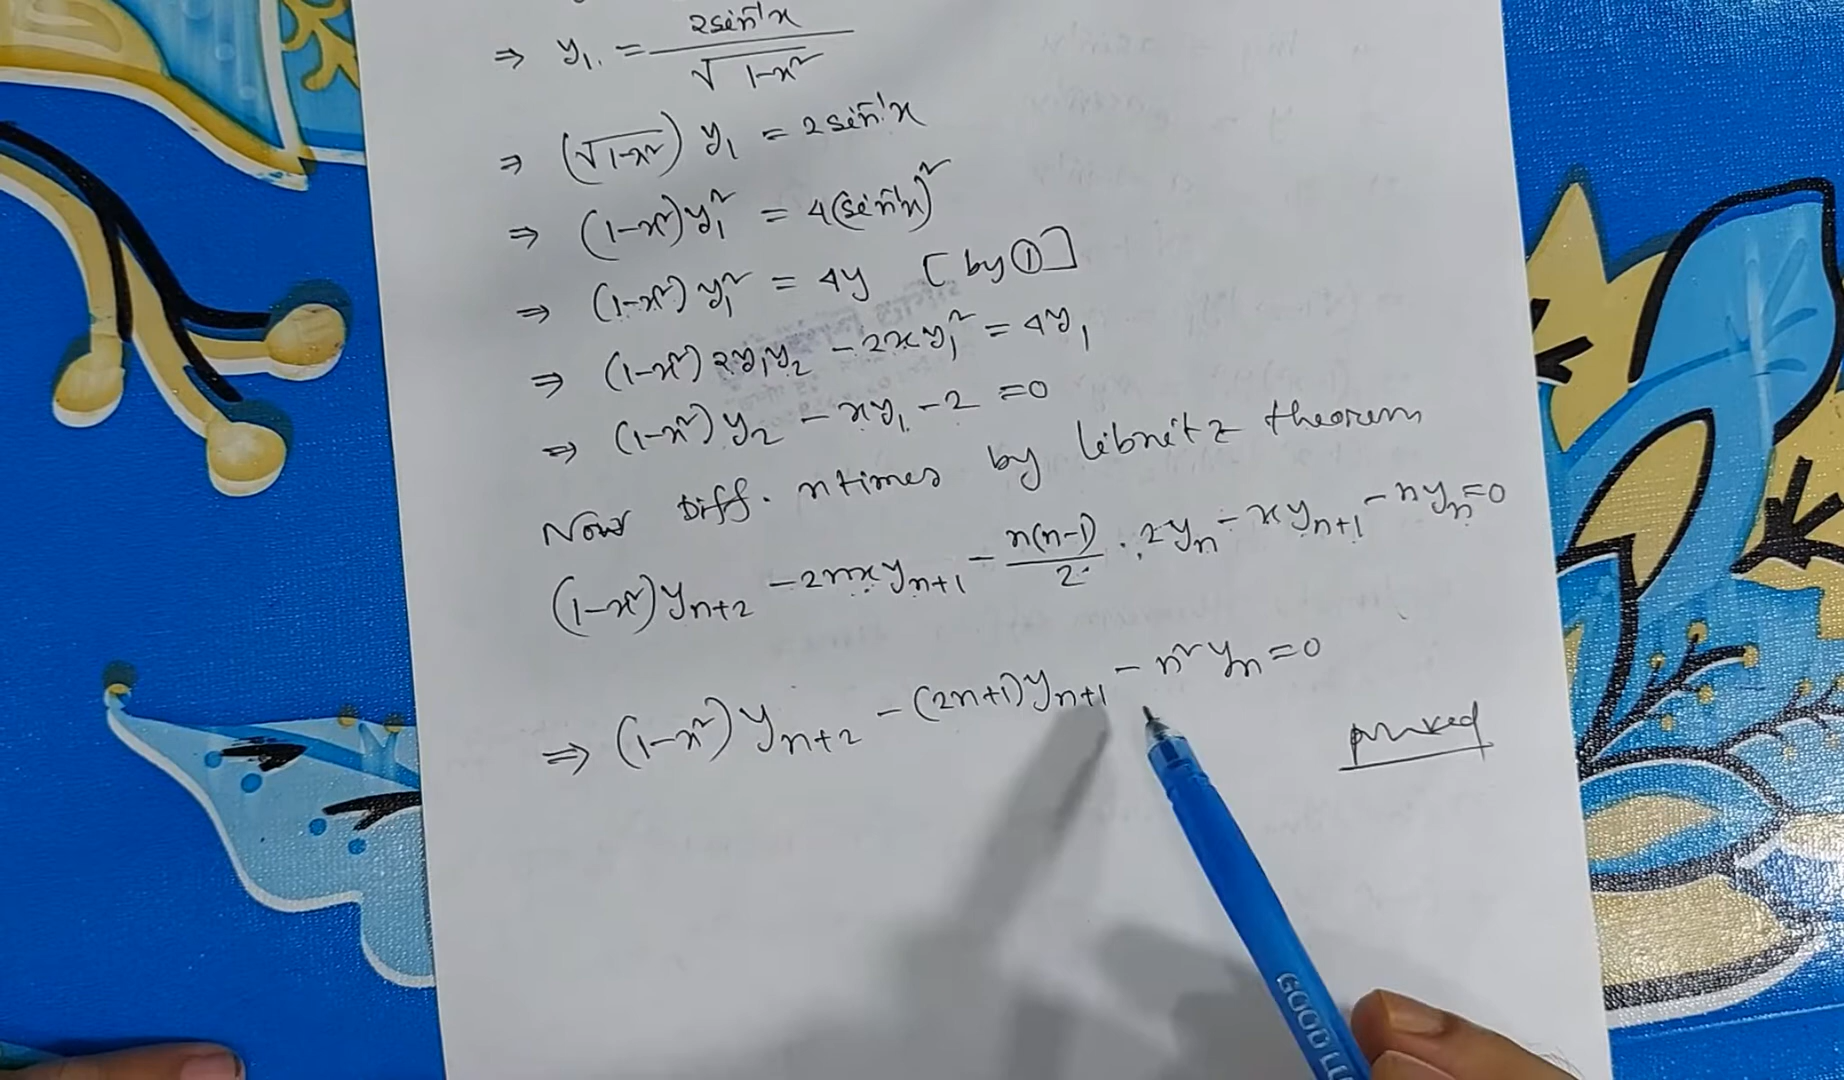 ⇒ y₁. = 2sin⁻¹x / √1-x²
⇒ (√1-x²) y₁ = 2sin⁻¹x
⇒ (1-x²)y₁² = 4(sin⁻¹x)²
⇒ (1-x²) y₁² = 4y [by ①]
⇒ (1-x²) 2y₁y₂ - 2xy₁² = 4y₁
⇒ (1-x²) y₂ - xy₁ - 2 = 0
Now Diff. n times by libnitz theorem
(1-x²)yₙ₊₂ - 2nxyₙ₊₁ - n(n-1)/2 · 2yₙ - xyₙ₊₁ - nyₙ = 0
⇒ (1-x²) yₙ₊₂ - (2n+1)yₙ₊₁ - n²yₙ = 0
proved
GOOD LU